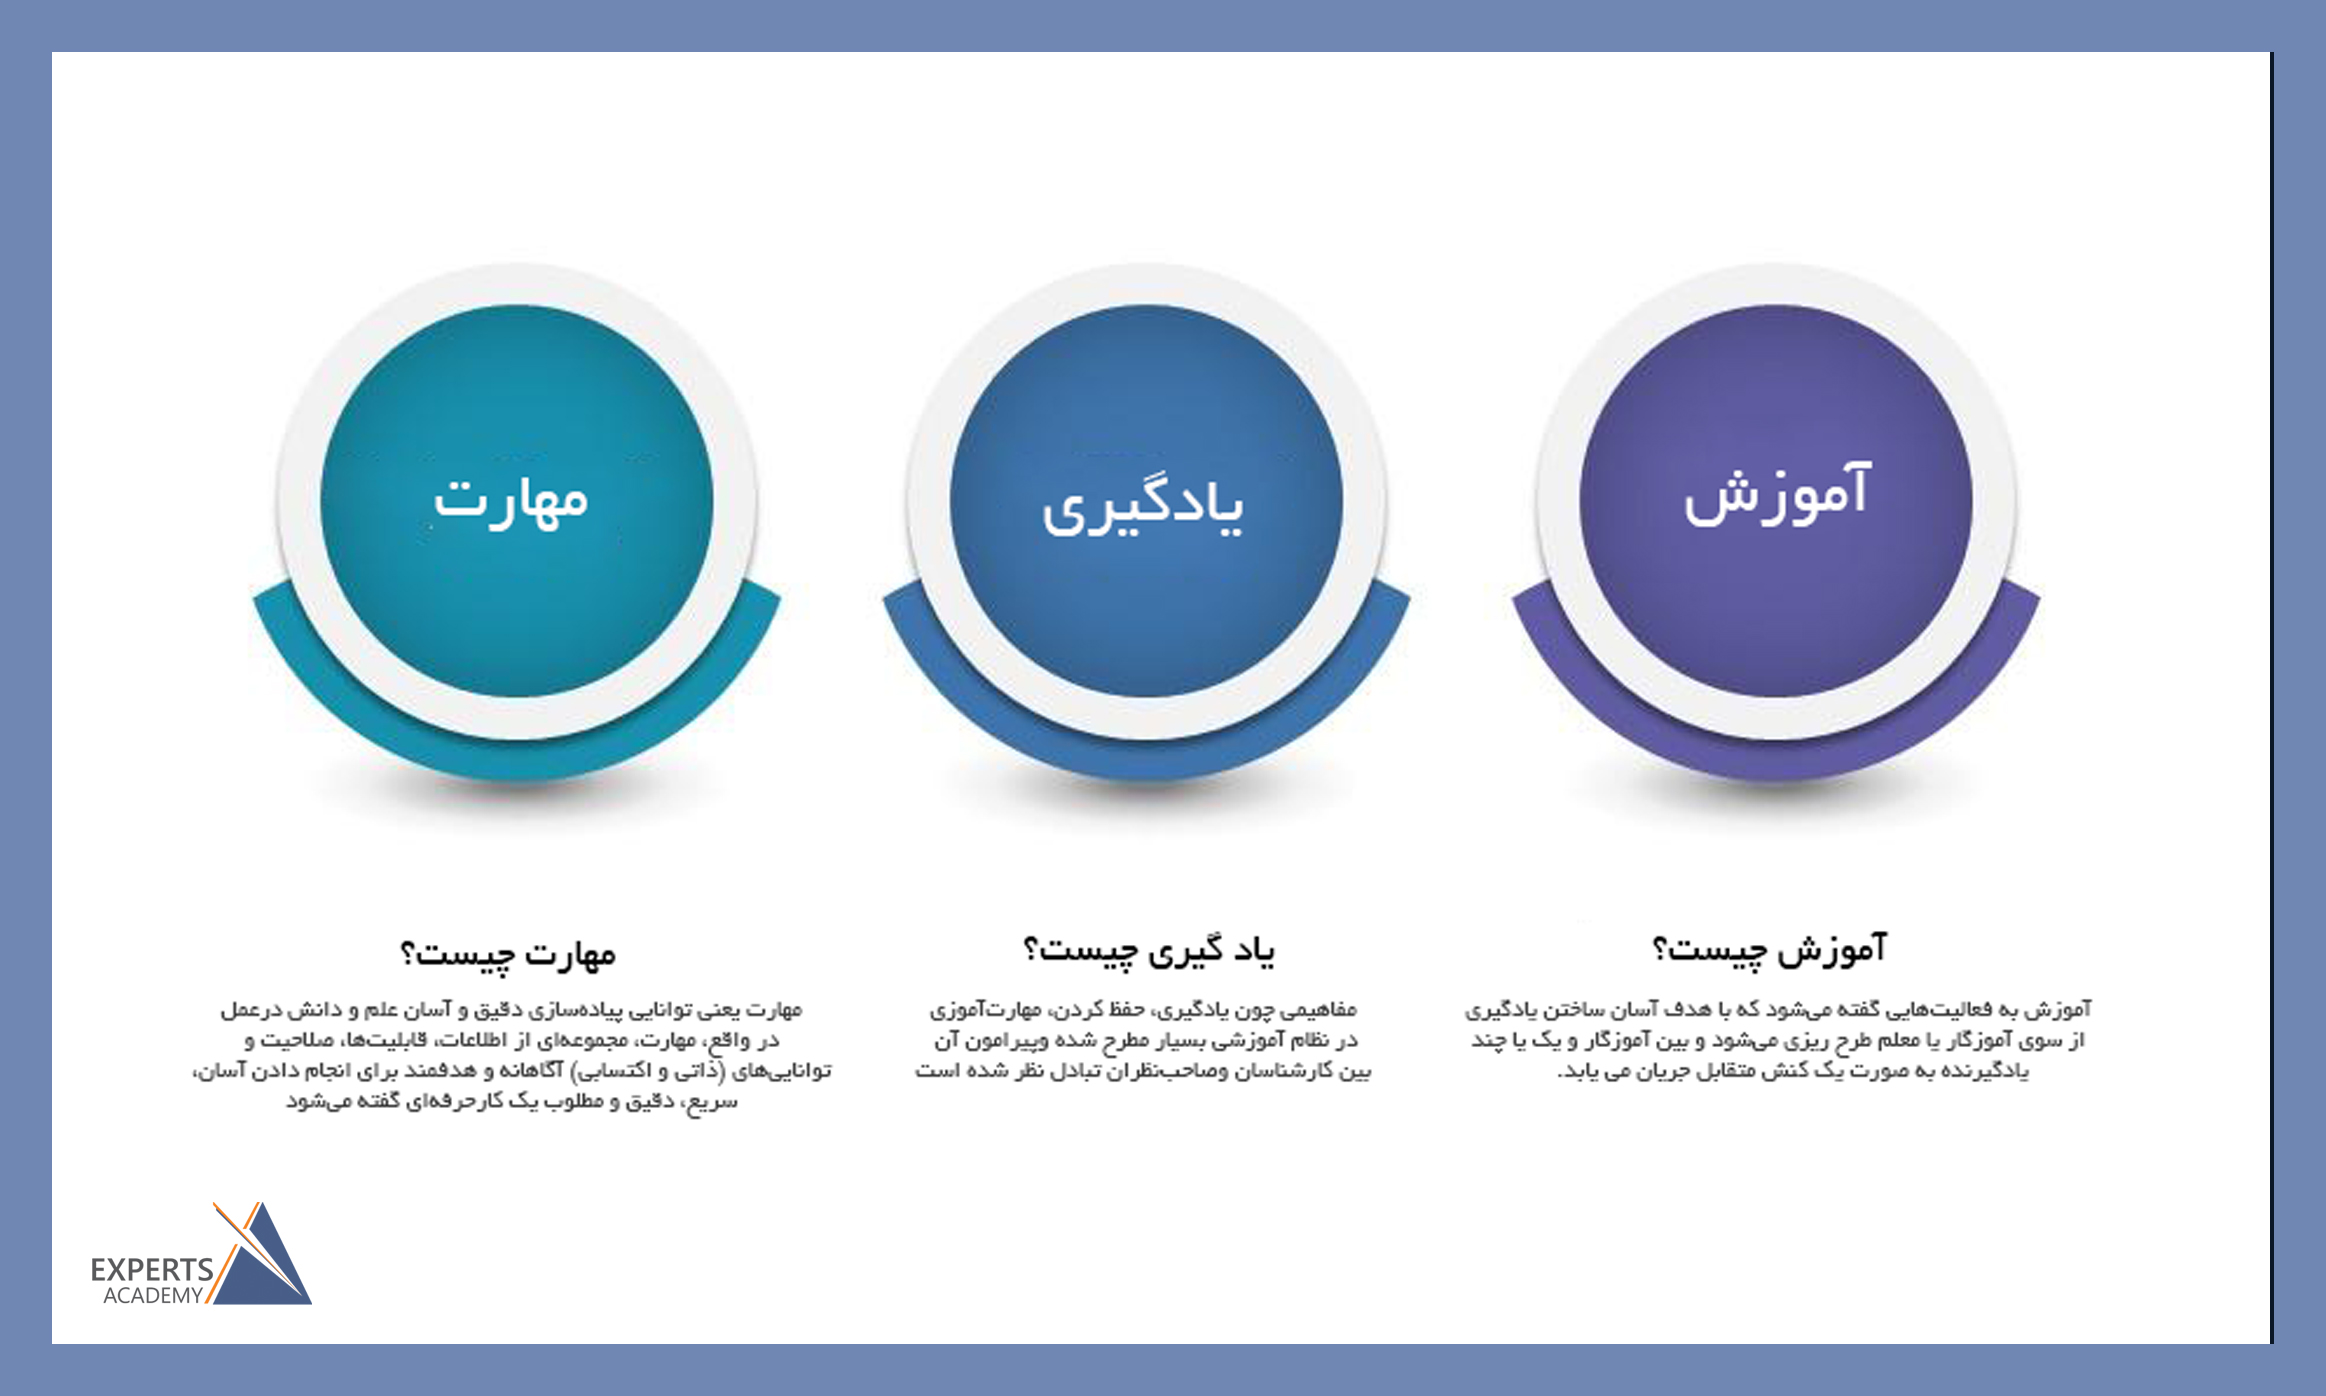 آموزش
یادگیری
مهارت
آموزش چیست؟
آموزش به فعالیت‌هایی گفته می‌شود که با هدف آسان ساختن یادگیری
از سوی آموزگار یا معلم طرح ریزی می‌شود و بین آموزگار و یک یا چند
یادگیرنده به صورت یک کنش متقابل جریان می یابد.
یاد گیری چیست؟
مفاهیمی چون یادگیری، حفظ کردن، مهارت‌آموزی
در نظام آموزشی بسیار مطرح شده وپیرامون آن
بین کارشناسان وصاحب‌نظران تبادل نظر شده است
مهارت چیست؟
مهارت یعنی توانایی پیاده‌سازی دقیق و آسان علم و دانش درعمل
در واقع، مهارت، مجموعه‌ای از اطلاعات، قابلیت‌ها، صلاحیت و
توانایی‌های (ذاتی و اکتسابی) آگاهانه و هدفمند برای انجام دادن آسان،
سریع، دقیق و مطلوب یک کارحرفه‌ای گفته می‌شود
EXPERTS
ACADEMY